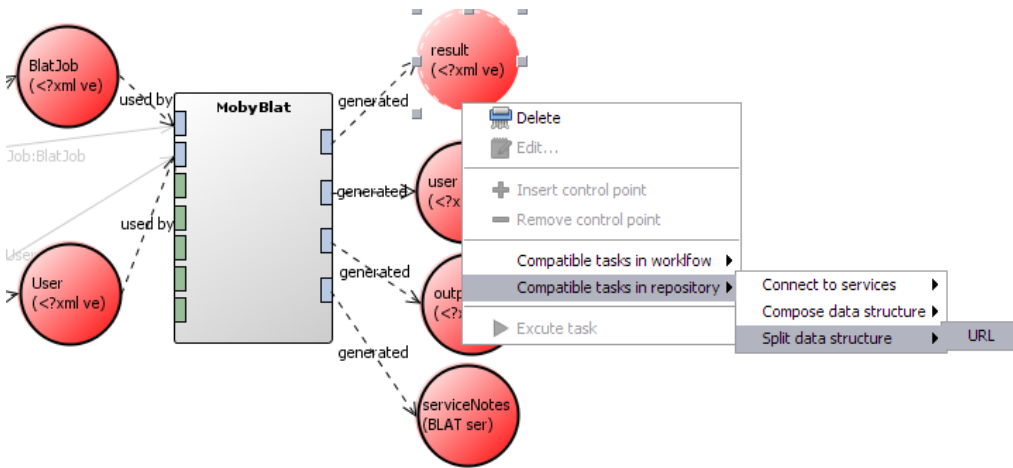 result
(<?xml ve)
BlatJob
(<?xml ve)
used by
MobyBlat
generated
Delete
Job:BlatJob
Edit...
user
(<?x
generated
Insert control point
used by
Remove control point
User
User
(<?xml ve)
generated
outp
(<?x
Compatible tasks in worklfow
Compatible tasks in repository
Connect to services
Compose data structure
Excute task
Split data structure
URL
generated
serviceNotes
(BLAT ser)